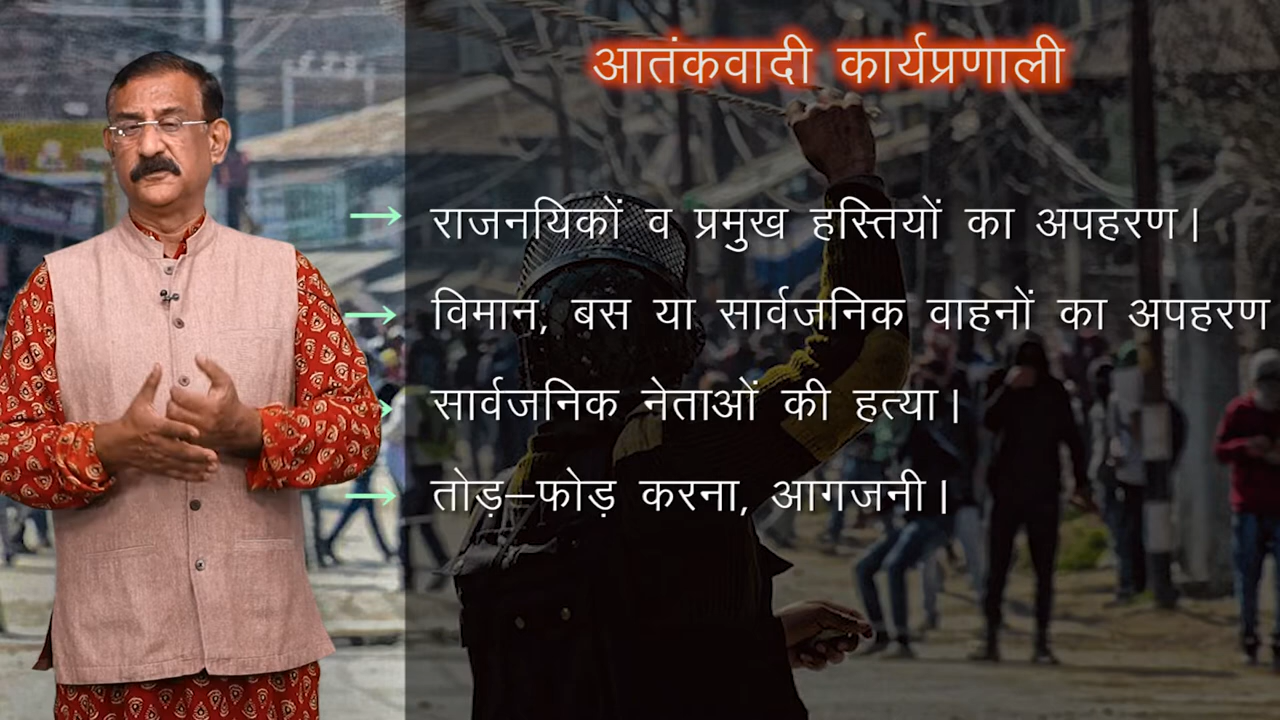 आतंकवादी कार्यप्रणाली
राजनयिकों व प्रमुख हस्तियों का अपहरण।
विमान, बस या सार्वजनिक वाहनों का अपहरण
सार्वजनिक नेताओं की हत्या।
तोड़–फोड़ करना, आगजनी।